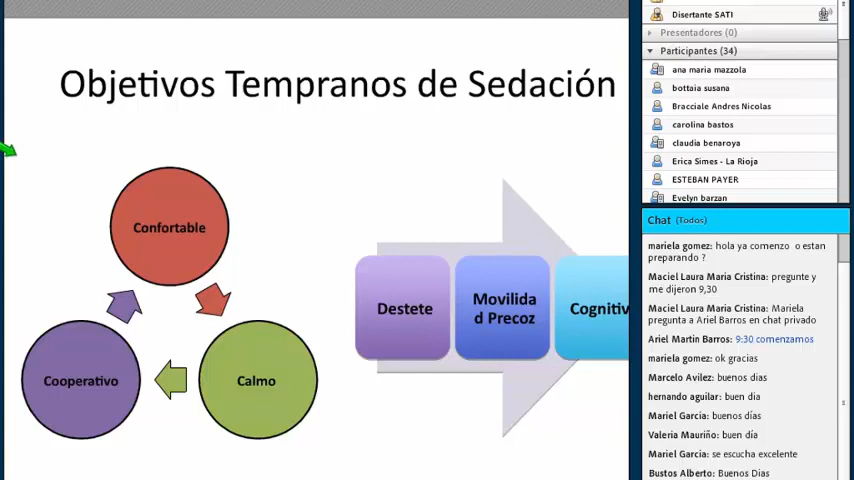 Objetivos Tempranos de Sedación
Confortable
Cooperativo
Calmo
Destete
Movilida
d Precoz
Cognitiv
Disertante SATI
Presentadores (0)
Participantes (34)
ana maria mazzola
bottaia susana
Bracciale Andres Nicolas
carolina bastos
claudia benaroya
Erica Simes - La Rioja
ESTEBAN PAYER
Evelyn barzan
Chat (Todos)
mariela gomez: hola ya comenzo o estan
preparando ?
Maciel Laura Maria Cristina: pregunte y
me dijeron 9,30
Maciel Laura Maria Cristina: Mariela
pregunta a Ariel Barros en chat privado
Ariel Martin Barros: 9:30 comenzamos
mariela gomez: ok gracias
Marcelo Avilez: buenos dias
hernando aguilar: buen dia
Mariel Garcia: buenos días
Valeria Mauriño: buen día
Mariel Garcia: se escucha excelente
Bustos Alberto: Buenos Dias